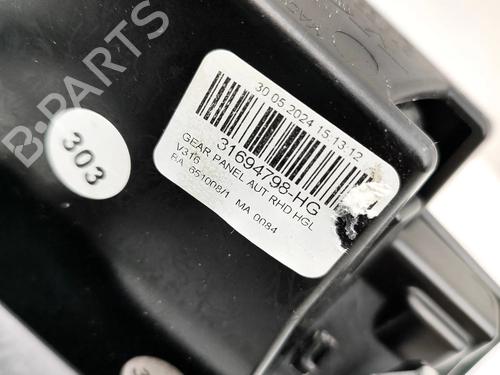 30 05 2024 15:13:12
31694798-HG
GEAR PANEL AUT RHD HGL
V316
FIA 651008/1 MA 0084
303
B-PARTS